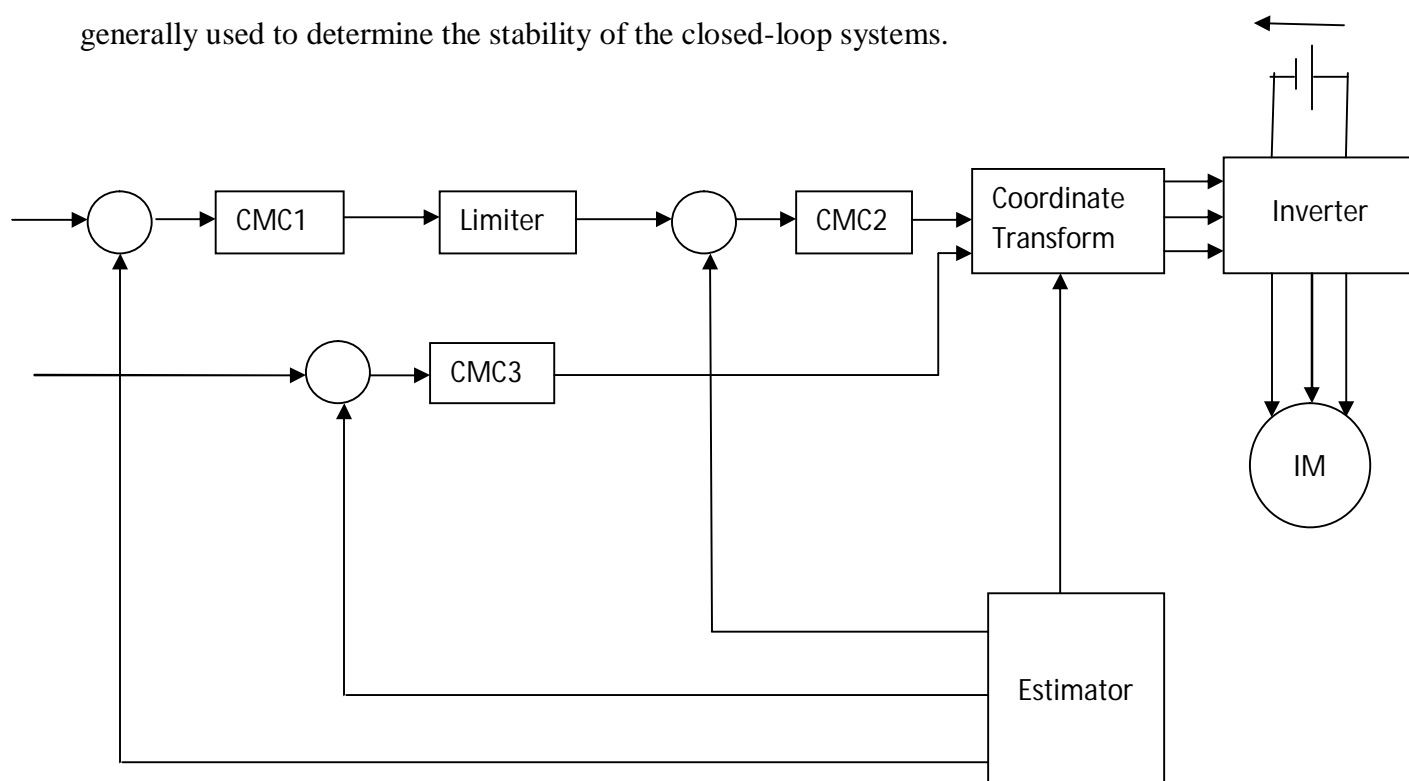 generally used to determine the stability of the closed-loop systems.
CMC1
Limiter
CMC2
Coordinate
Transform
Inverter
CMC3
IM
Estimator